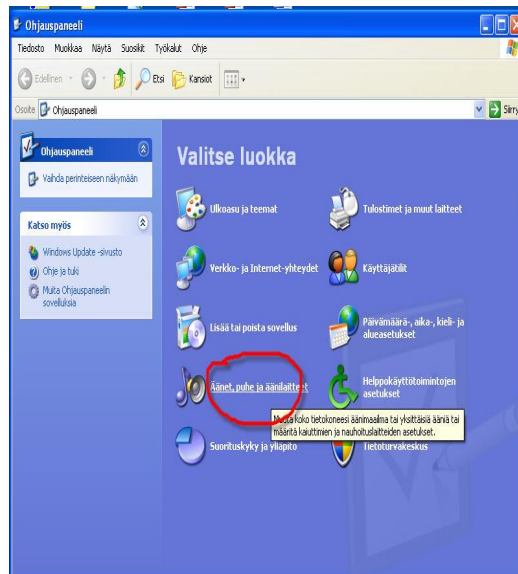 Ohjauspaneeli
Tiedosto Muokkaa Näytä Suosikit Työkalut Ohje
Edellinen Etsi Kansiot
Osoite Ohjauspaneeli Siirry
Ohjauspaneeli
Vaihda perinteiseen näkymään
Katso myös
Windows Update -sivusto
Ohje ja tuki
Muita Ohjauspaneelin
sovelluksia
Valitse luokka
Ulkoasu ja teemat
Tulostimet ja muut laitteet
Verkko- ja Internet-yhteydet
Käyttäjätilit
Lisää tai poista sovellus
Päivämäärä-, aika-, kieli- ja
alueasetukset
Äänet, puhe ja äänilaitteet
Helppokäyttötoimintojen
asetukset
Muuta koko tietokoneesi äänimaailma tai yksittäisiä ääniä tai
määritä kaiuttimien ja nauhoituslaitteiden asetukset.
Suorituskyky ja ylläpito
Tietoturvakeskus